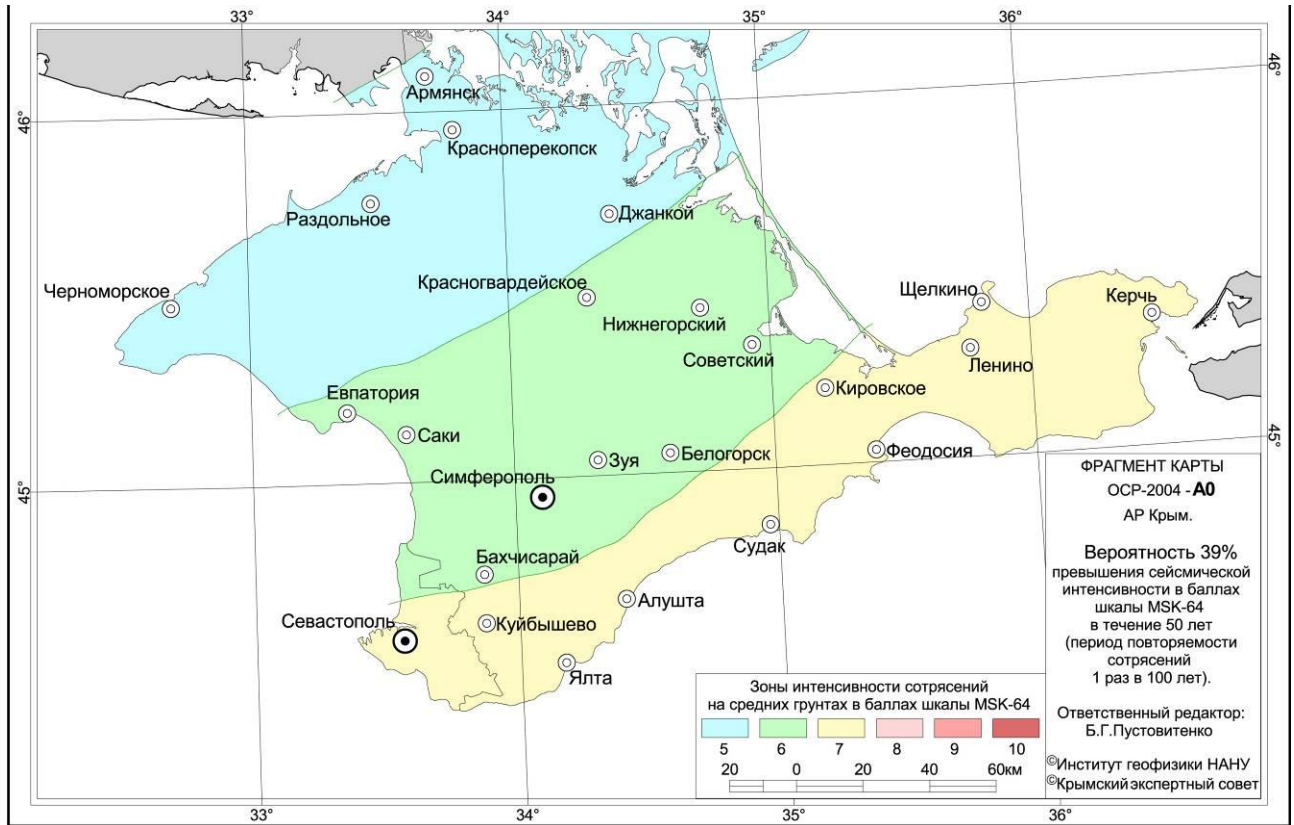 33°
34°
35°
36°
46°
46°
Армянск
Красноперекопск
Раздольное
Джанкой
Черноморское
Красногвардейское
Щелкино
Керчь
Нижнегорский
Советский
Ленино
Евпатория
Кировское
Саки
45°
Белогорск
Зуя
Феодосия
Симферополь
45°
Судак
Бахчисарай
Алушта
Севастополь
Куйбышево
Ялта
ФРАГМЕНТ КАРТЫ
ОСР-2004 - А0
АР Крым.
Вероятность 39%
превышения сейсмической
интенсивности в баллах
шкалы MSK-64
в течение 50 лет
(период повторяемости
сотрясений
1 раз в 100 лет).
Ответственный редактор:
Б.Г.Пустовитенко
©Институт геофизики НАНУ
©Крымский экспертный совет
Зоны интенсивности сотрясений
на средних грунтах в баллах шкалы MSK-64
5 6 7 8 9 10
20 0 20 40 60км
33°
34°
35°
36°